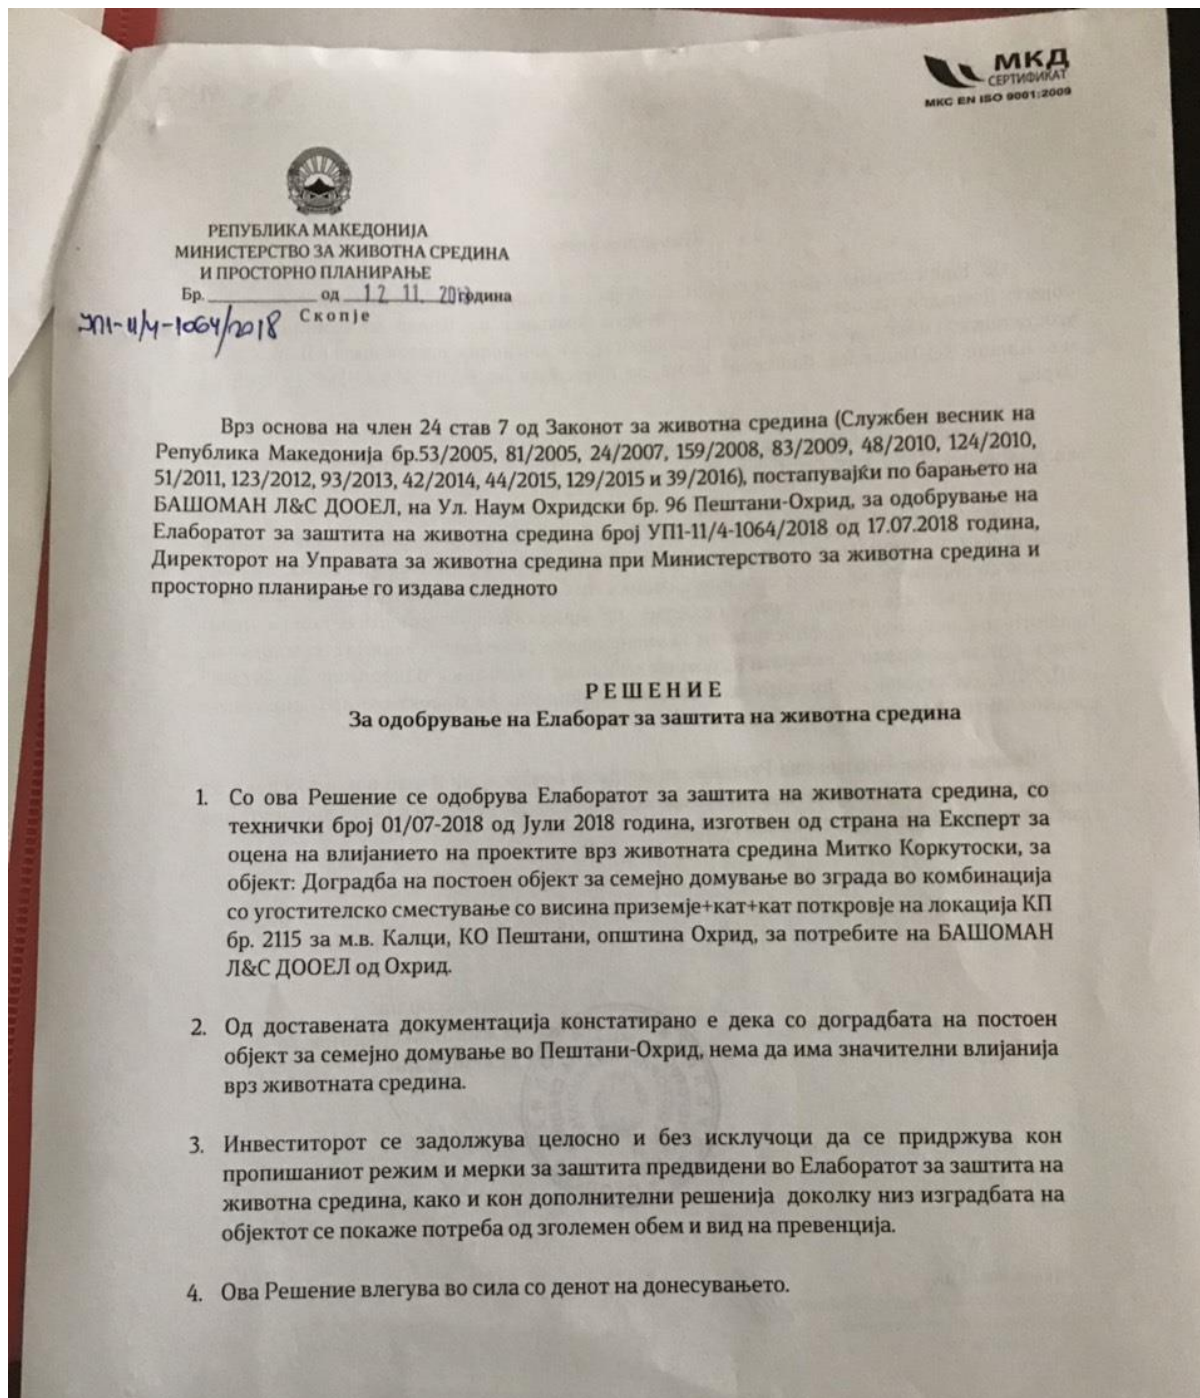 МКД
СЕРТИФИКАТ
МКС EN ISO 9001:2009
РЕПУБЛИКА МАКЕДОНИЈА
МИНИСТЕРСТВО ЗА ЖИВОТНА СРЕДИНА
И ПРОСТОРНО ПЛАНИРАЊЕ
Бр. од 12 11. година
Скопје
УП1-11/4-1064/2018
Врз основа на член 24 став 7 од Законот за животна средина (Службен весник на
Република Македонија бр.53/2005, 81/2005, 24/2007, 159/2008, 83/2009, 48/2010, 124/2010,
51/2011, 123/2012, 93/2013, 42/2014, 44/2015, 129/2015 и 39/2016), постапувајќи по барањето на
БАШОМАН Л&С ДООЕЛ, на Ул. Наум Охридски бр. 96 Пештани-Охрид, за одобрување на
Елаборатот за заштита на животна средина број УП1-11/4-1064/2018 од 17.07.2018 година,
Директорот на Управата за животна средина при Министерството за животна средина и
просторно планирање го издава следното
РЕШЕНИЕ
За одобрување на Елаборат за заштита на животна средина
1. Со ова Решение се одобрува Елаборатот за заштита на животната средина, со
технички број 01/07-2018 од Јули 2018 година, изготвен од страна на Експерт за
оцена на влијанието на проектите врз животната средина Митко Коркутоски, за
објект: Доградба на постоен објект за семејно домување во зграда во комбинација
со угостителско сместување со висина приземје+кат+кат поткровје на локација КП
бр. 2115 за м.в. Калци, КО Пештани, општина Охрид, за потребите на БАШОМАН
Л&С ДООЕЛ од Охрид.
2. Од доставената документација констатирано е дека со доградбата на постоен
објект за семејно домување во Пештани-Охрид, нема да има значителни влијанија
врз животната средина.
3. Инвеститорот се задолжува целосно и без исклучоци да се придржува кон
пропишаниот режим и мерки за заштита предвидени во Елаборатот за заштита на
животна средина, како и кон дополнителни решенија доколку низ изградбата на
објектот се покаже потреба од зголемен обем и вид на превенција.
4. Ова Решение влегува во сила со денот на донесувањето.